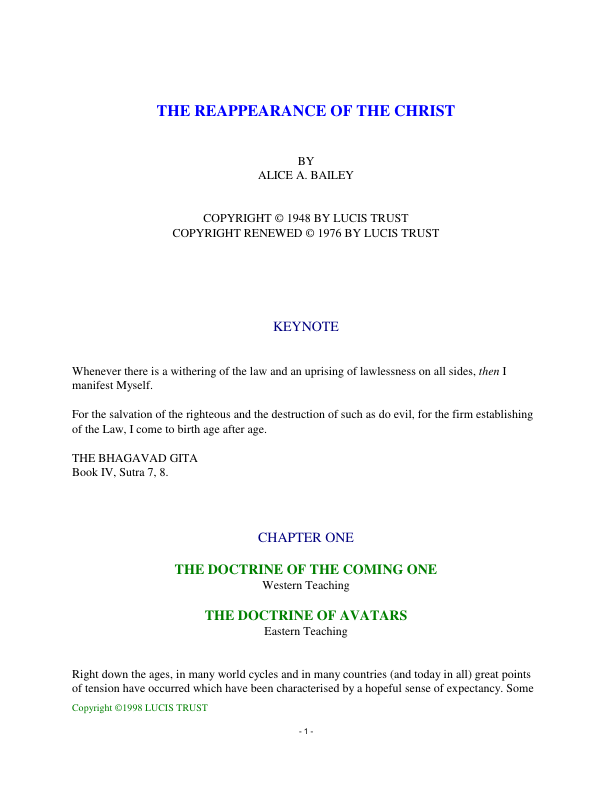 THE REAPPEARANCE OF THE CHRIST
BY
ALICE A. BAILEY
COPYRIGHT © 1948 BY LUCIS TRUST
COPYRIGHT RENEWED © 1976 BY LUCIS TRUST
KEYNOTE
Whenever there is a withering of the law and an uprising of lawlessness on all sides, then I
manifest Myself.
For the salvation of the righteous and the destruction of such as do evil, for the firm establishing
of the Law, I come to birth age after age.
THE BHAGAVAD GITA
Book IV, Sutra 7, 8.
CHAPTER ONE
THE DOCTRINE OF THE COMING ONE
Western Teaching
THE DOCTRINE OF AVATARS
Eastern Teaching
Right down the ages, in many world cycles and in many countries (and today in all) great points
of tension have occurred which have been characterised by a hopeful sense of expectancy. Some
Copyright ©1998 LUCIS TRUST
- 1 -